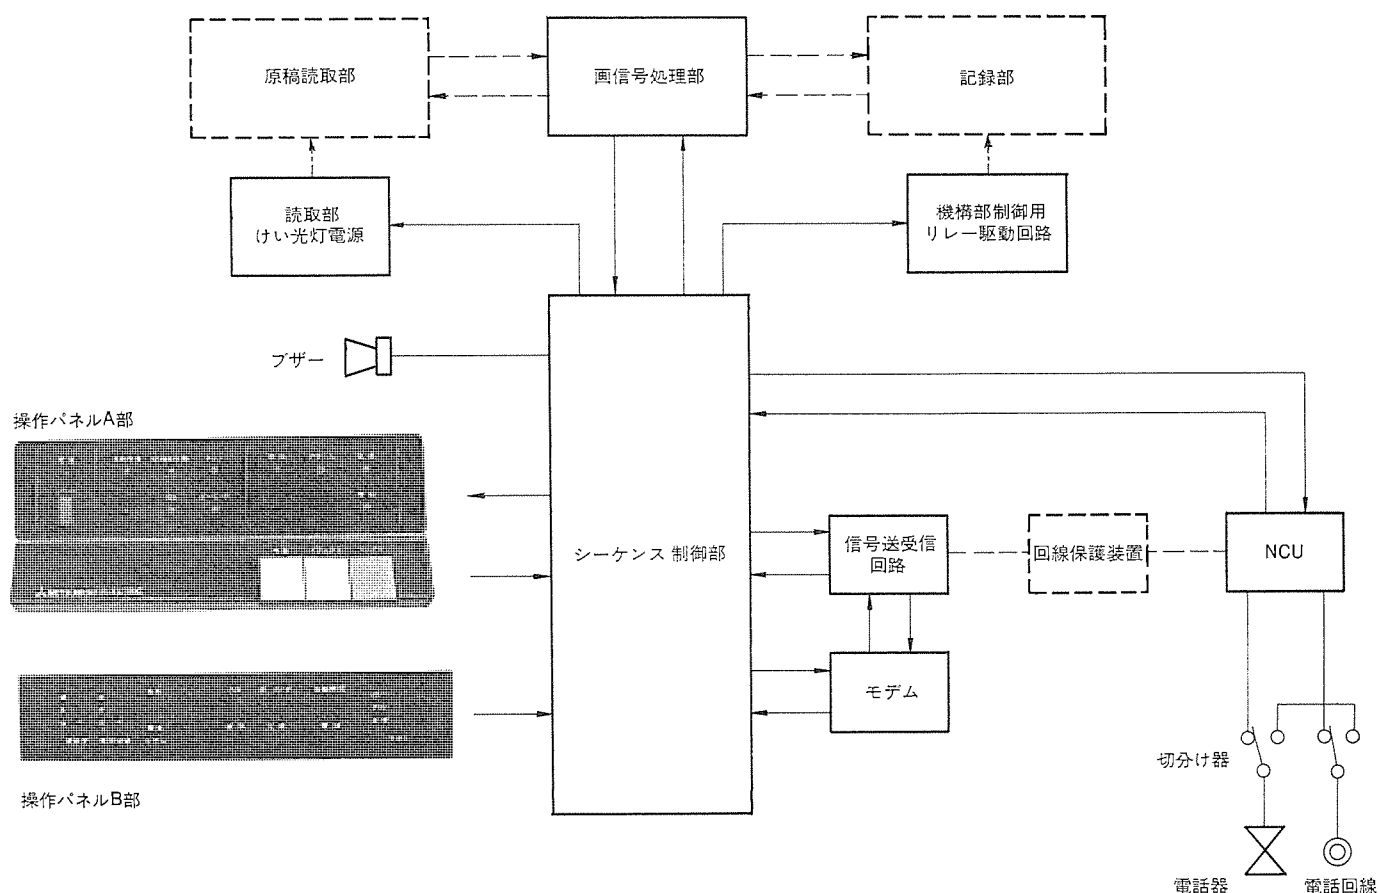 原稿読取部
画信号処理部
記録部
読取部
けい光灯電源
機構部制御用
リレー駆動回路
ブザー
操作パネルA部
シーケンス 制御部
信号送受信
回路
回線保護装置
NCU
モデム
切分け器
操作パネルB部
電話器
電話回線